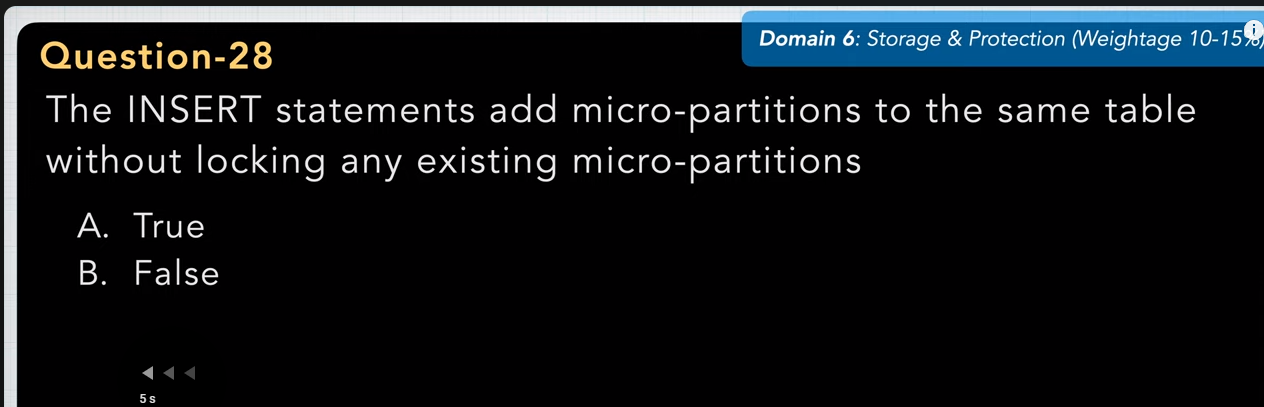 Domain 6: Storage & Protection (Weightage 10-15%)
Question-28
The INSERT statements add micro-partitions to the same table
without locking any existing micro-partitions
A. True
B. False
5 s